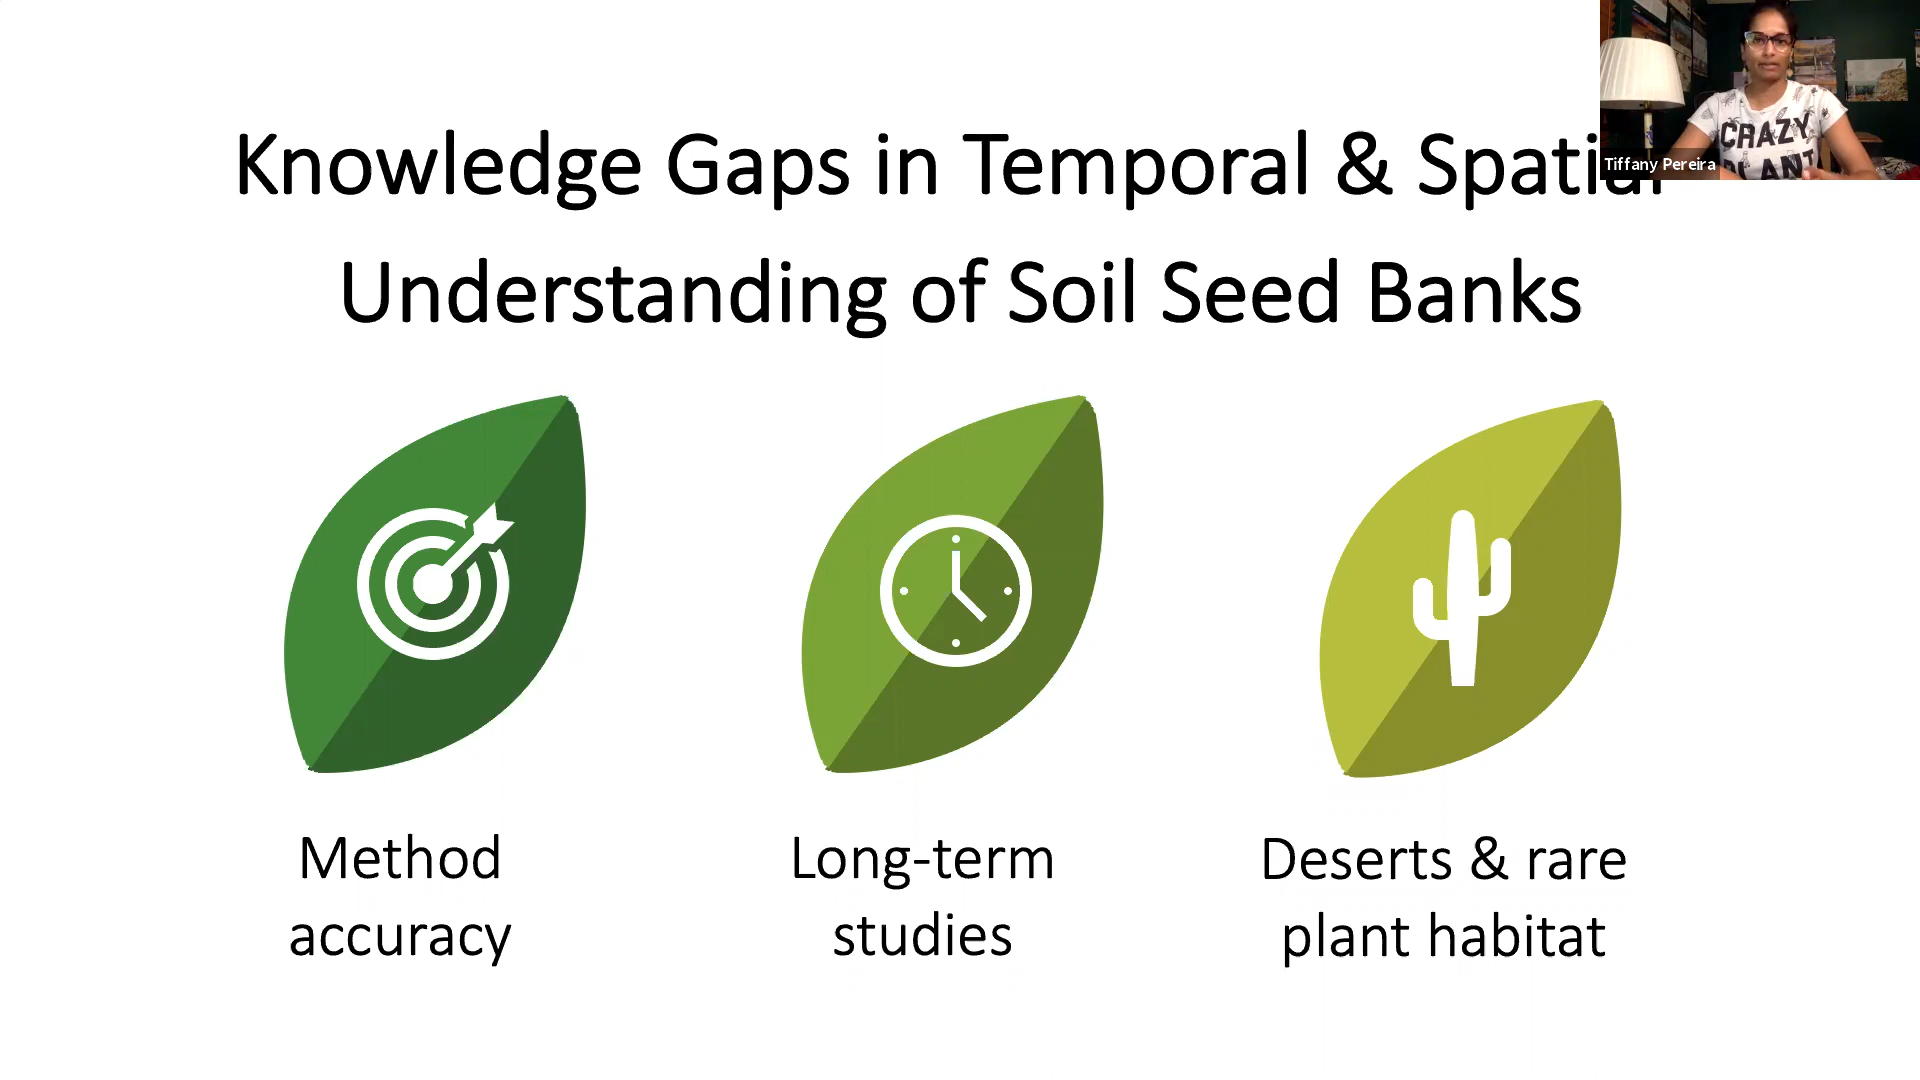 Knowledge Gaps in Temporal & Spatial
Understanding of Soil Seed Banks
CRAZY
PLANT
Tiffany Pereira
Method
accuracy
Long-term
studies
Deserts & rare
plant habitat